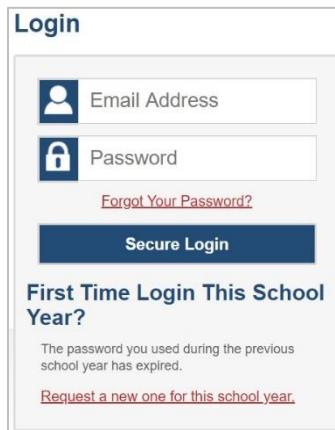 Login
Email Address
Password
Forgot Your Password?
Secure Login
First Time Login This School
Year?
The password you used during the previous
school year has expired.
Request a new one for this school year.